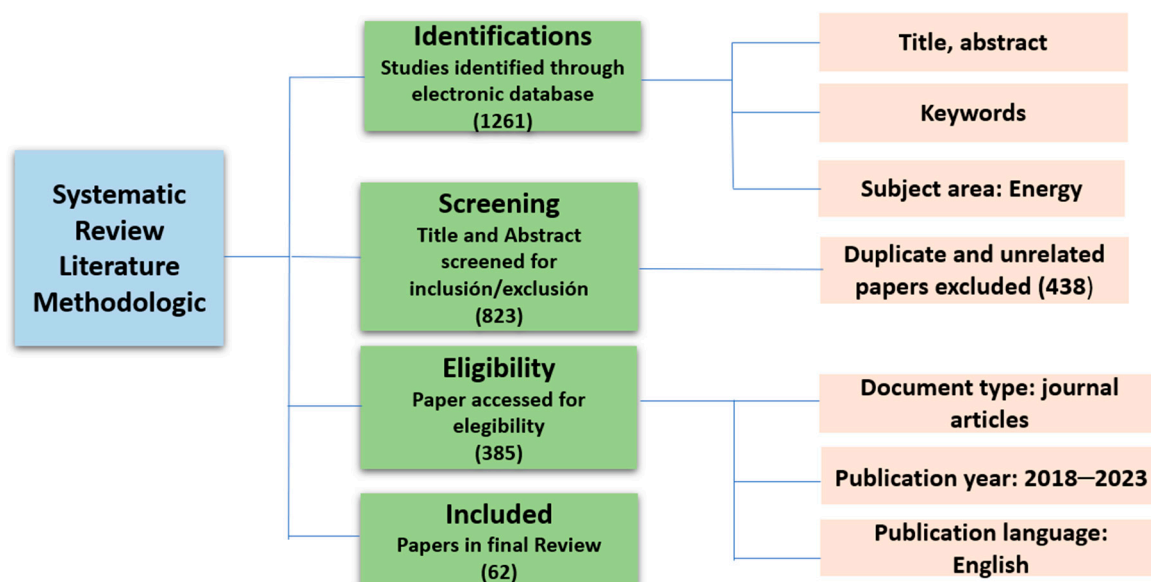 Systematic
Review
Literature
Methodologic
Identifications
Studies identified through
electronic database
(1261)
Title, abstract
Keywords
Subject area: Energy
Screening
Title and Abstract
screened for
inclusión/exclusión
(823)
Duplicate and unrelated
papers excluded (438)
Eligibility
Paper accessed for
elegibility
(385)
Document type: journal
articles
Publication year: 2018—2023
Publication language:
English
Included
Papers in final Review
(62)